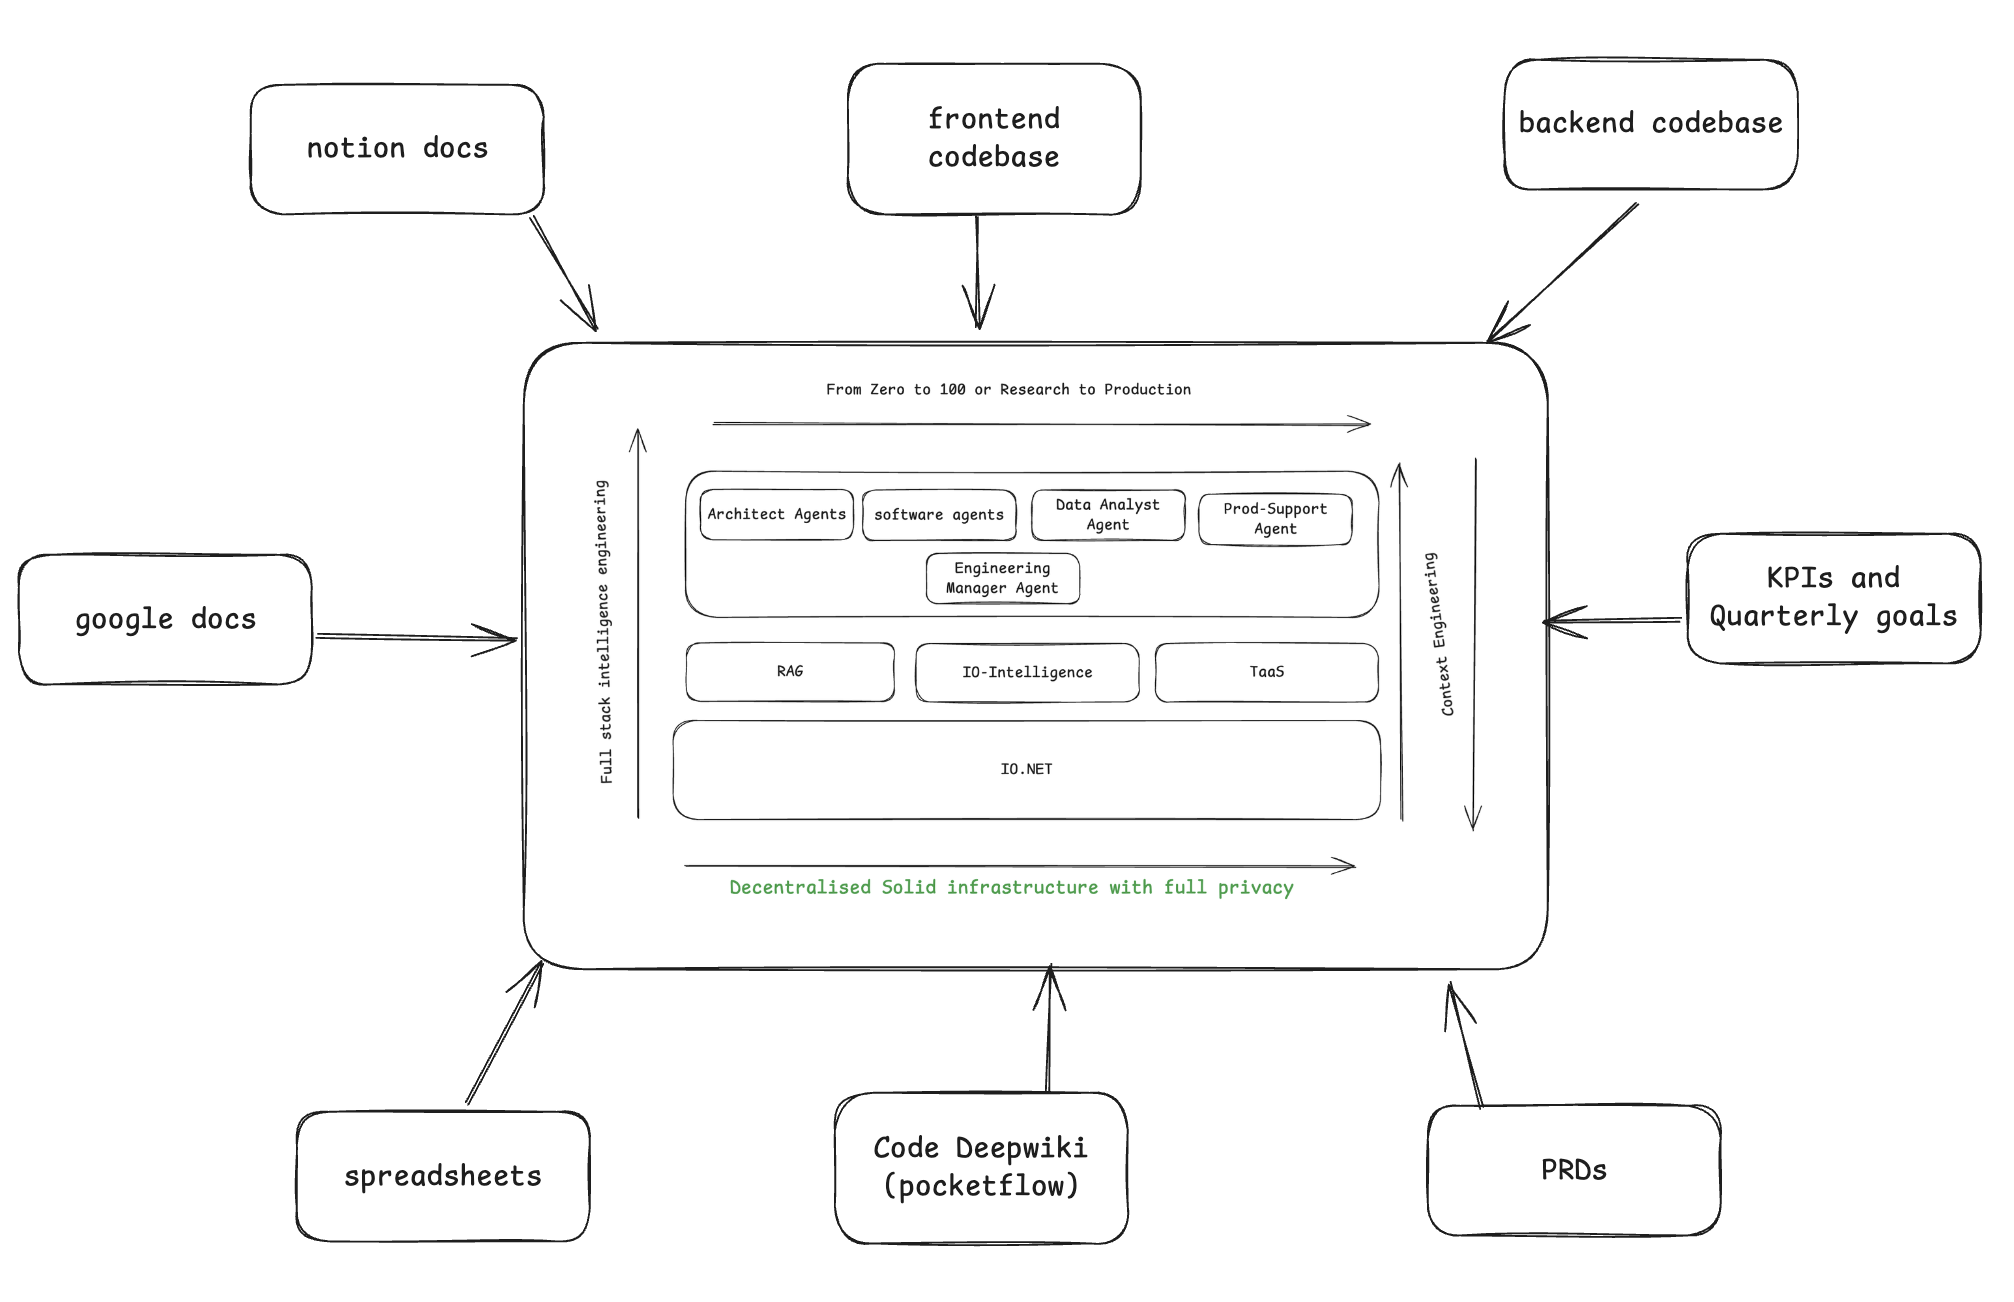 notion docs
frontend
codebase
backend codebase
google docs
From Zero to 100 or Research to Production
Full stack intelligence engineering
Architect Agents
software agents
Data Analyst
Agent
Prod-Support
Agent
Engineering
Manager Agent
RAG
IO-Intelligence
TaaS
IO.NET
Context Engineering
Decentralised Solid infrastructure with full privacy
KPIs and
Quarterly goals
spreadsheets
Code Deepwiki
(pocketflow)
PRDs